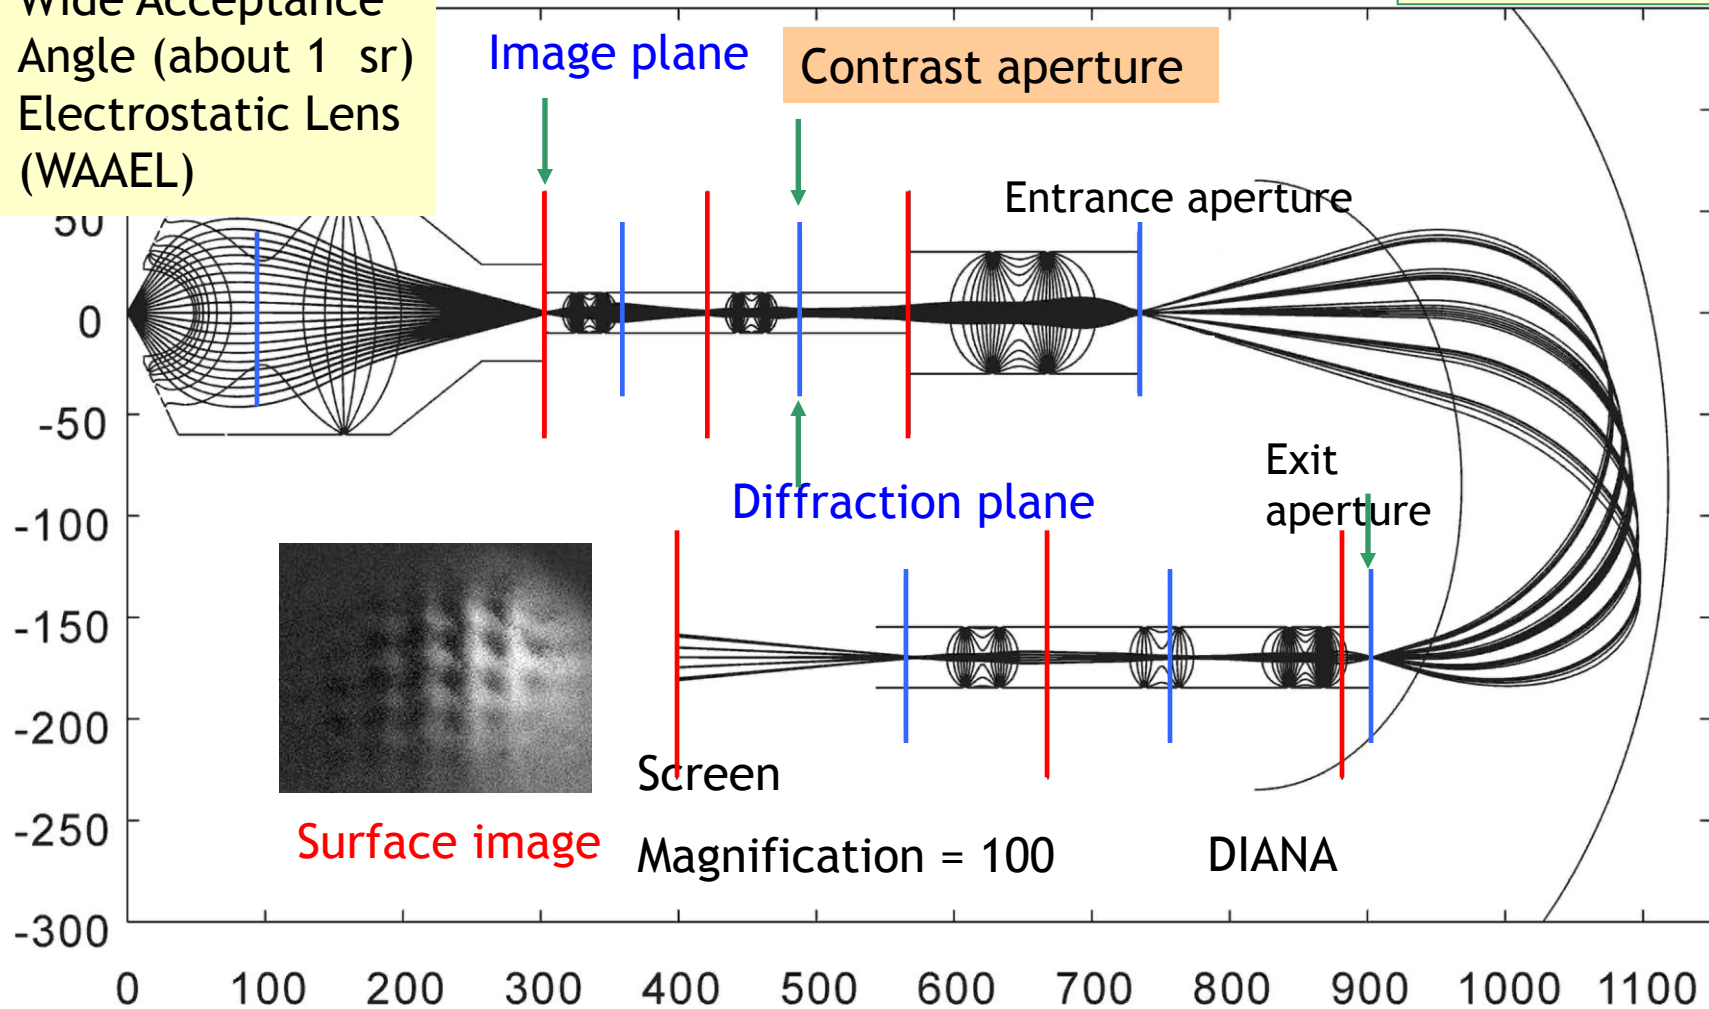 Wide Acceptance
Angle (about 1 sr)
Electrostatic Lens
(WAAEL)
Image plane
Contrast aperture
Entrance aperture
50
0
-50
-100
-150
-200
-250
-300
Diffraction plane
Exit
aperture
Screen
Surface image
Magnification = 100
DIANA
0 100 200 300 400 500 600 700 800 900 1000 1100